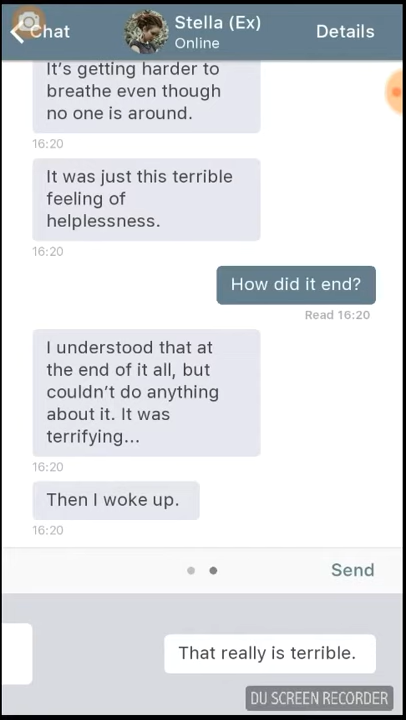 Chat
Stella (Ex)
Online
Details
It's getting harder to
breathe even though
no one is around.
16:20
It was just this terrible
feeling of
helplessness.
16:20
How did it end?
Read 16:20
I understood that at
the end of it all, but
couldn't do anything
about it. It was
terrifying...
16:20
Then I woke up.
16:20
Send
That really is terrible.
DU SCREEN RECORDER